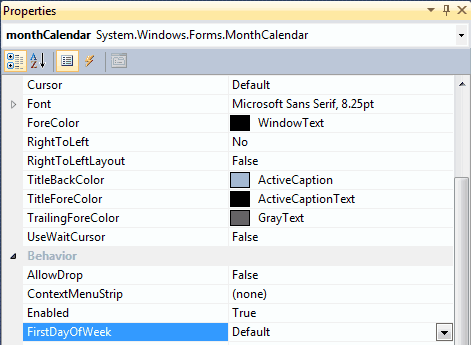 Properties
monthCalendar System.Windows.Forms.MonthCalendar
Cursor Default
Font Microsoft Sans Serif, 8.25pt
ForeColor WindowText
RightToLeft No
RightToLeftLayout False
TitleBackColor ActiveCaption
TitleForeColor ActiveCaptionText
TrailingForeColor GrayText
UseWaitCursor False
Behavior
AllowDrop False
ContextMenuStrip (none)
Enabled True
FirstDayOfWeek Default